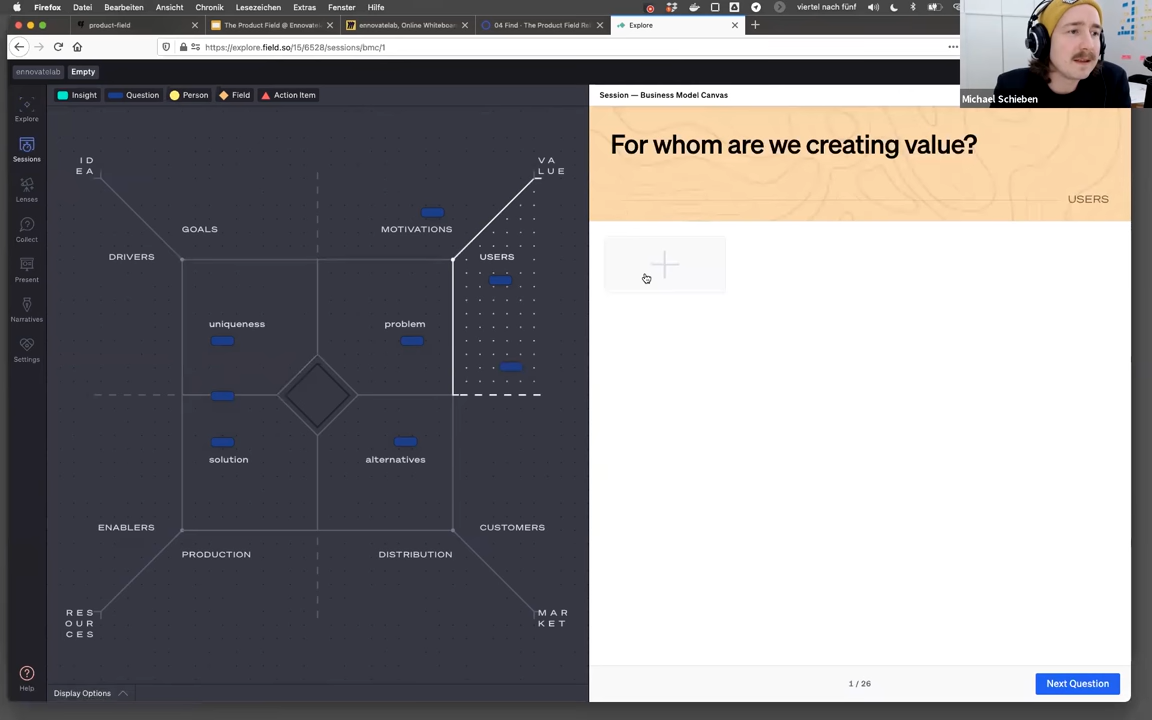 Firefox Datei Bearbeiten Ansicht Chronik Lesezeichen Extras Fenster Hilfe viertel nach fünf
product-field
The Product Field @ Ennovate
ennovatelab, Online Whiteboard
04 Find - The Product Field Re
Explore
https://explore.field.so/15/6528/sessions/bmc/1
ennovatelab Empty
Michael Schieben
Insight Question Person Field Action Item
Session — Business Model Canvas
Explore
Sessions
Lenses
Collect
Present
Narratives
Settings
Help
For whom are we creating value?
USERS
ID
EA
VA
LUE
GOALS
MOTIVATIONS
DRIVERS
USERS
uniqueness
problem
solution
alternatives
ENABLERS
CUSTOMERS
PRODUCTION
DISTRIBUTION
RES
OUR
CES
MAR
KET
Display Options
1 / 26
Next Question